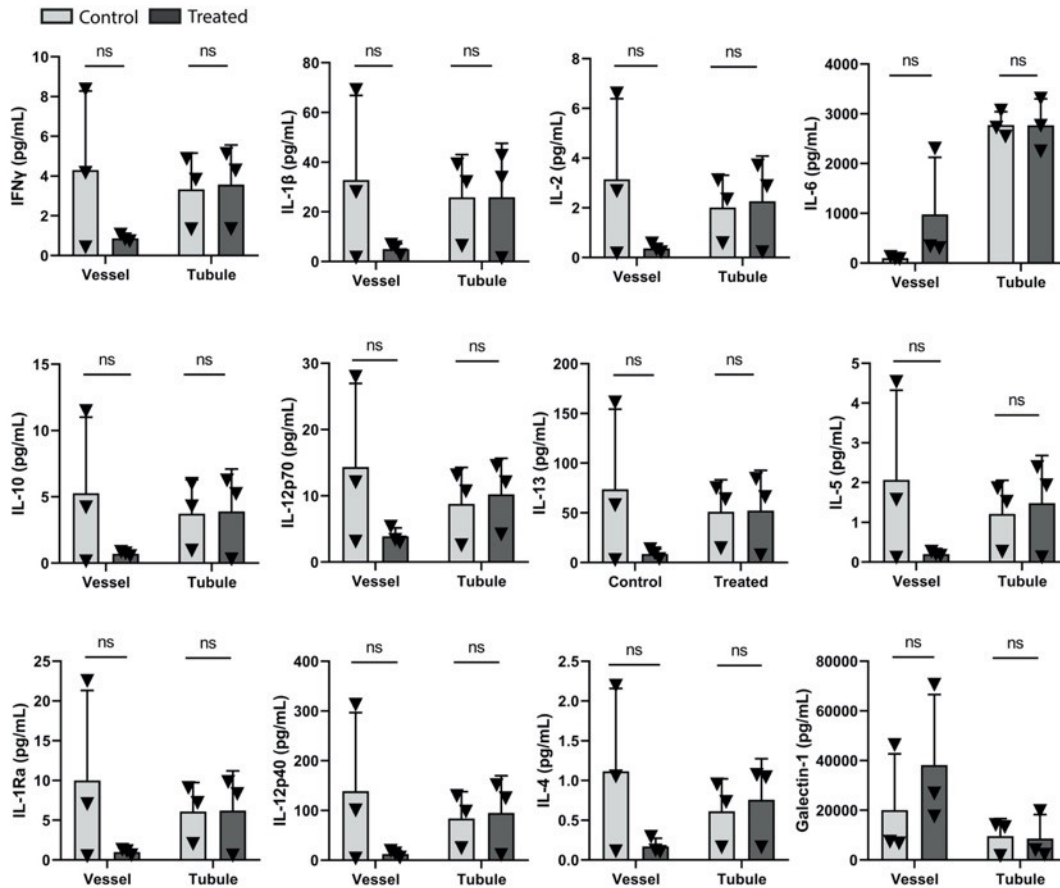 Control Treated
ns ns
IFNγ (pg/mL)
10
8
6
4
2
0
Vessel Tubule
ns ns
IL-1β (pg/mL)
80
60
40
20
0
Vessel Tubule
ns ns
IL-2 (pg/mL)
8
6
4
2
0
Vessel Tubule
ns ns
IL-6 (pg/mL)
4000
3000
2000
1000
0
Vessel Tubule
ns ns
IL-10 (pg/mL)
15
10
5
0
Vessel Tubule
ns ns
IL-12p70 (pg/mL)
30
20
10
0
Vessel Tubule
ns ns
IL-13 (pg/mL)
200
150
100
50
0
Control Treated
ns
ns
IL-5 (pg/mL)
5
4
3
2
1
0
Vessel Tubule
ns ns
IL-1Ra (pg/mL)
25
20
15
10
5
0
Vessel Tubule
ns ns
IL-12p40 (pg/mL)
400
300
200
100
0
Vessel Tubule
ns ns
IL-4 (pg/mL)
2.5
2.0
1.5
1.0
0.5
0.0
Vessel Tubule
ns ns
Galectin-1 (pg/mL)
80000
60000
40000
20000
0
Vessel Tubule